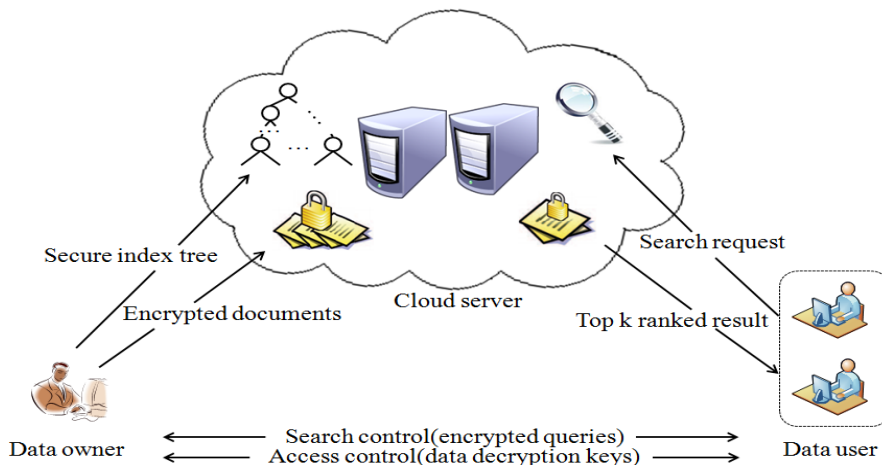 Secure index tree
Search request
Cloud server
Encrypted documents
Top k ranked result
Data owner
Search control(encrypted queries)
Access control(data decryption keys)
Data user